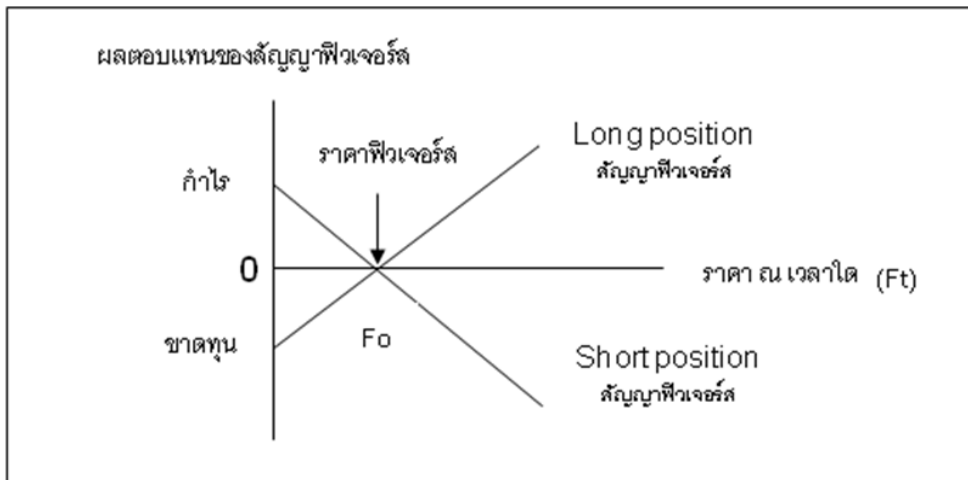 ผลตอบแทนของสัญญาฟิวเจอร์ส
Long position
สัญญาฟิวเจอร์ส
ราคาฟิวเจอร์ส
กำไร
0
ราคา ณ เวลาใด (Ft)
ขาดทุน
Fo
Short position
สัญญาฟิวเจอร์ส